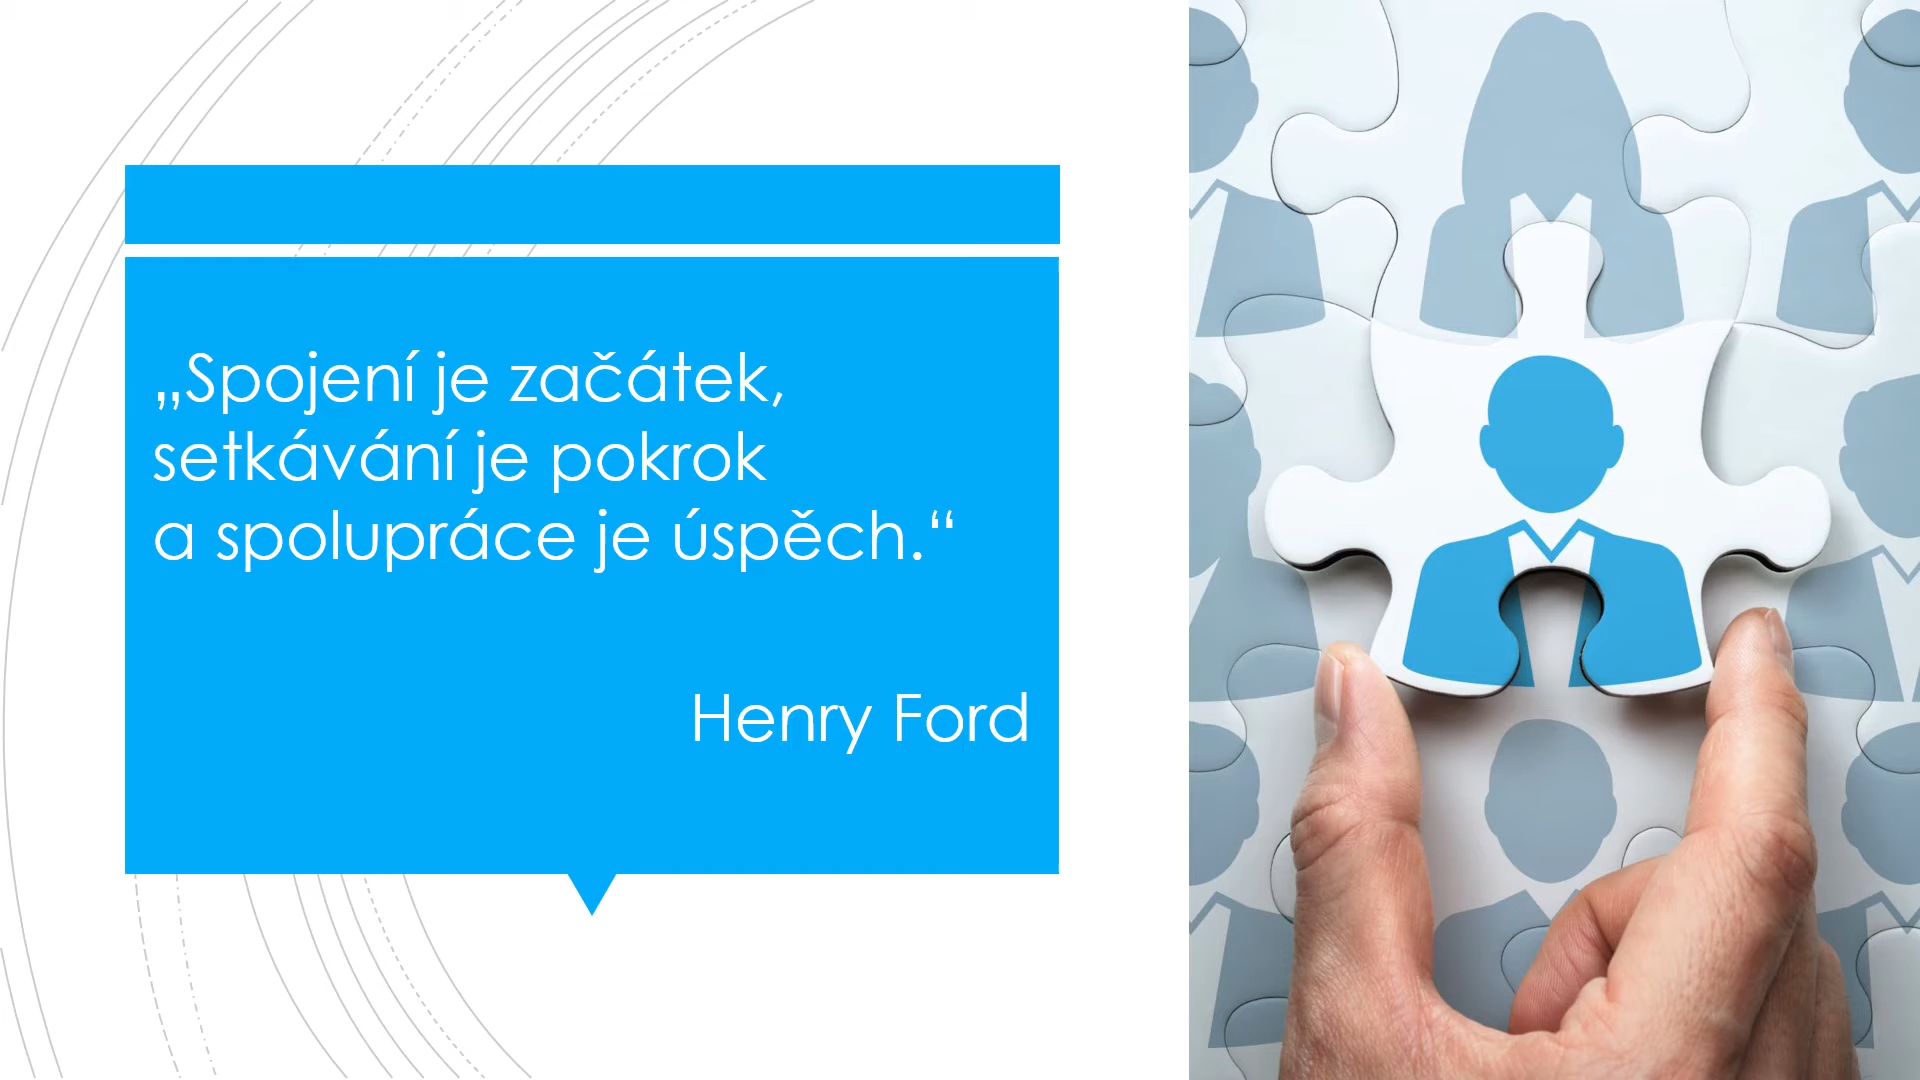 „Spojení je začátek,
setkávání je pokrok
a spolupráce je úspěch.“
Henry Ford